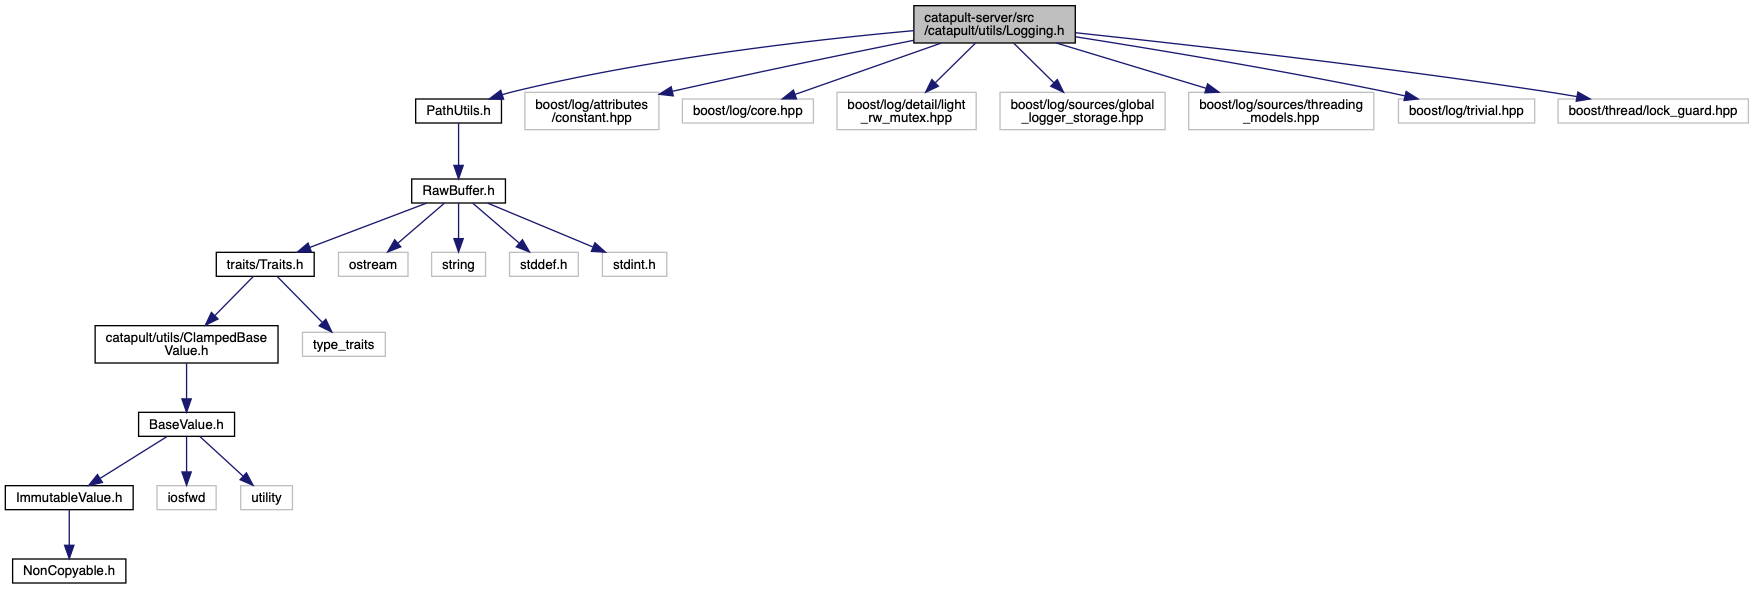 catapult-server/src
/catapult/utils/Logging.h
PathUtils.h
boost/log/attributes
/constant.hpp
boost/log/core.hpp
boost/log/detail/light
_rw_mutex.hpp
boost/log/sources/global
_logger_storage.hpp
boost/log/sources/threading
_models.hpp
boost/log/trivial.hpp
boost/thread/lock_guard.hpp
RawBuffer.h
traits/Traits.h
ostream
string
stddef.h
stdint.h
catapult/utils/ClampedBase
Value.h
type_traits
BaseValue.h
ImmutableValue.h
iosfwd
utility
NonCopyable.h